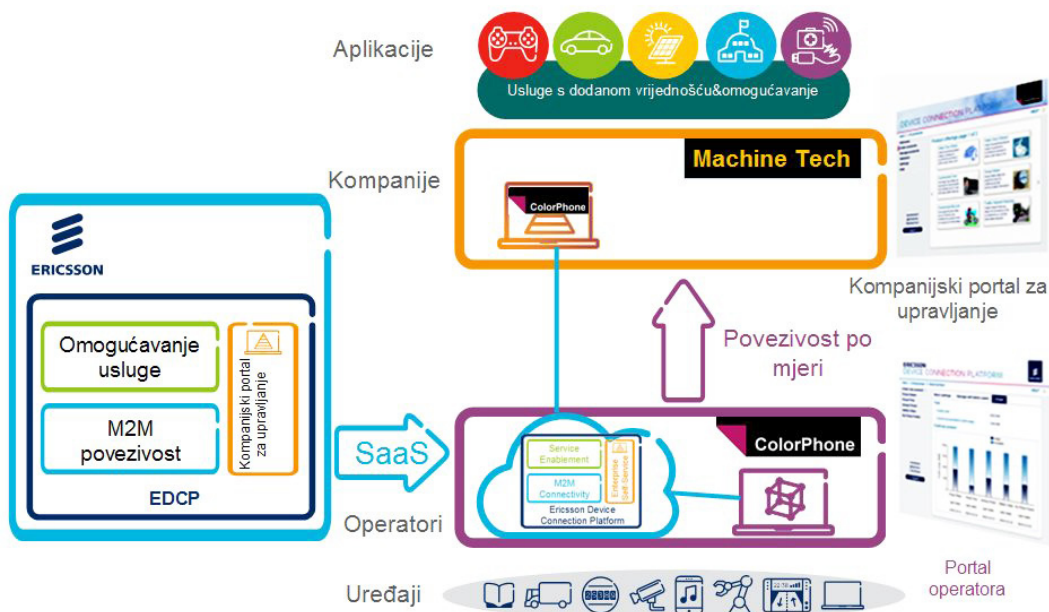 Aplikacije
Usluge s dodanom vrijednošću&omogućavanje
Kompanije
Machine Tech
ColorPhone
DEVICE CONNECTION PLATFORM
Kompanijski portal za
upravljanje
ERICSSON
Omogućavanje
usluge
M2M
povezivost
Kompanijski portal
za upravljanje
EDCP
SaaS
Povezivost po
mjeri
Operatori
Service
Enablement
M2M
Connectivity
Enterprise
Self-Service
Ericsson Device
Connection Platform
ColorPhone
ERICSSON
DEVICE CONNECTION PLATFORM
Portal
operatora
Uređaji